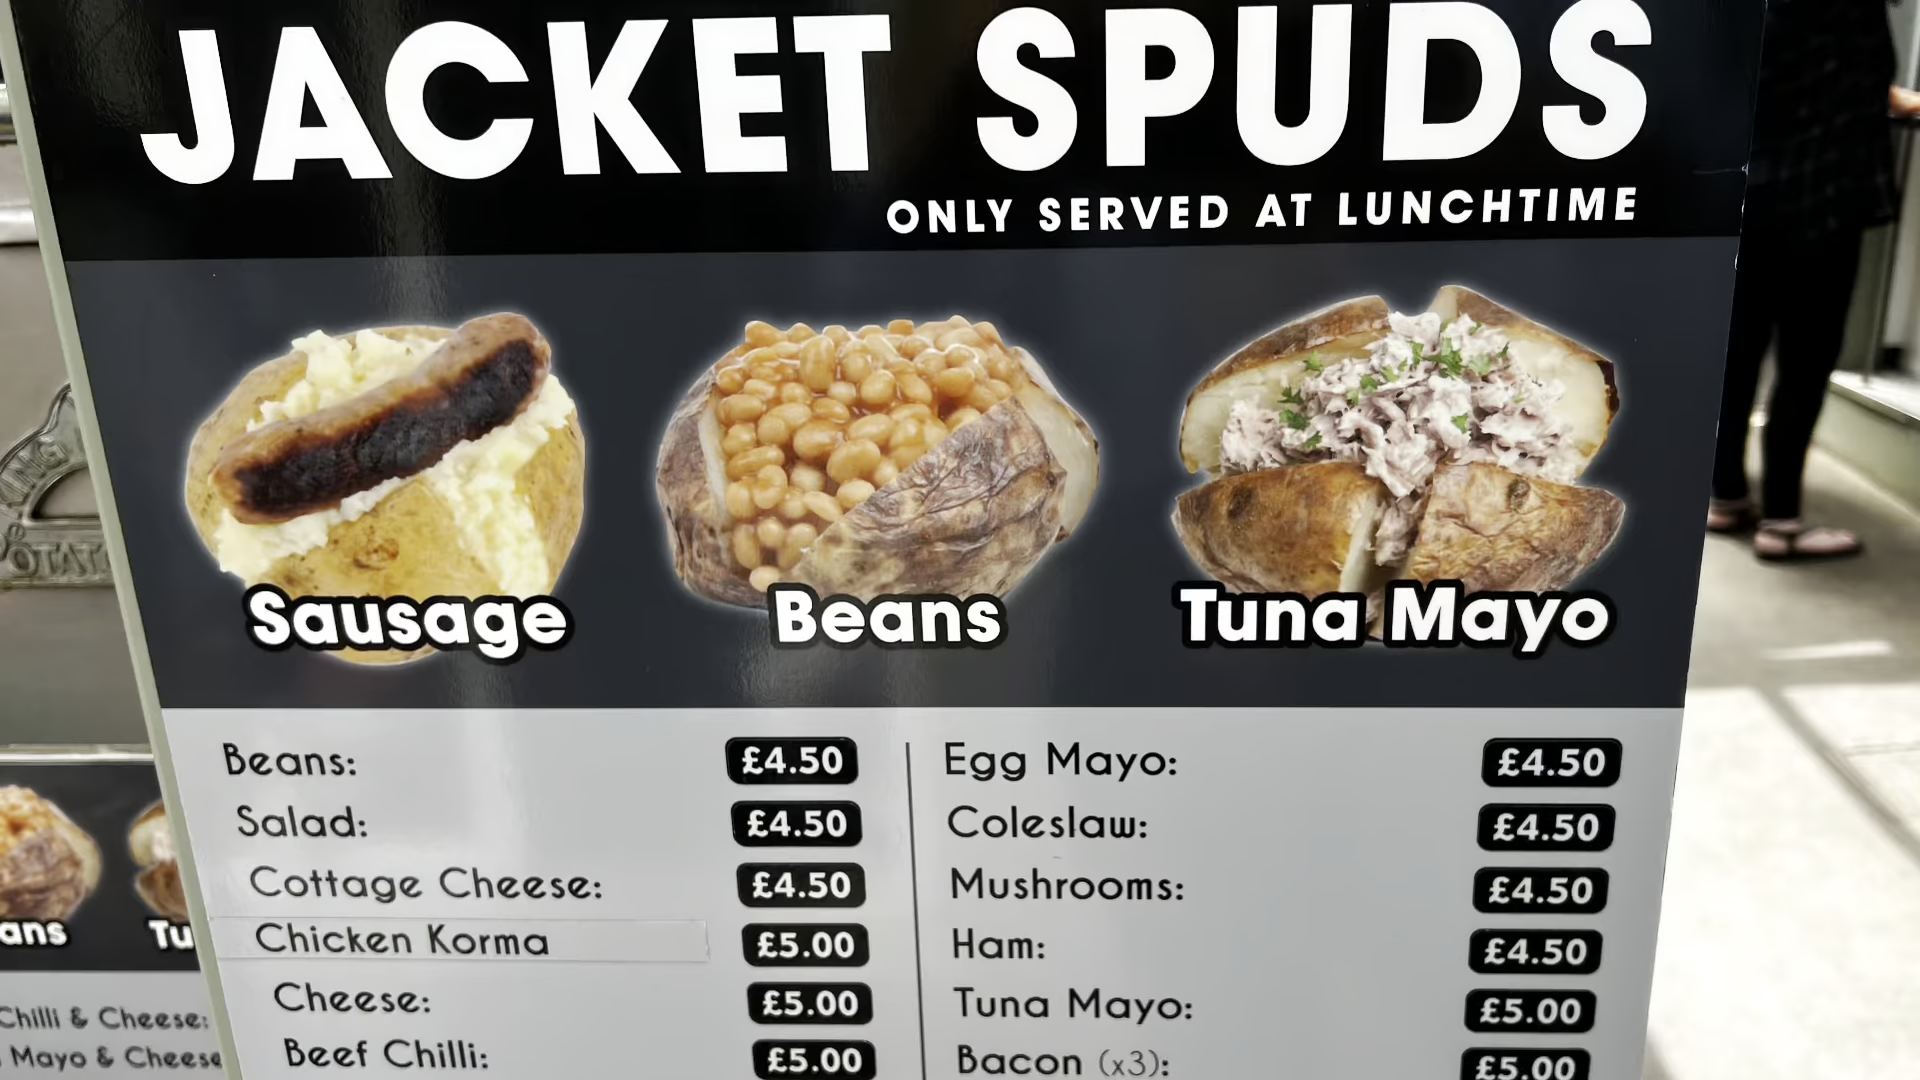 JACKET SPUDS
ONLY SERVED AT LUNCHTIME
Sausage
Beans
Tuna Mayo
Beans: £4.50
Salad: £4.50
Cottage Cheese: £4.50
Chicken Korma £5.00
Cheese: £5.00
Beef Chilli: £5.00
Egg Mayo: £4.50
Coleslaw: £4.50
Mushrooms: £4.50
Ham: £4.50
Tuna Mayo: £5.00
Bacon (x3): £5.00
ans
Tu
Chilli & Cheese:
Mayo & Cheese